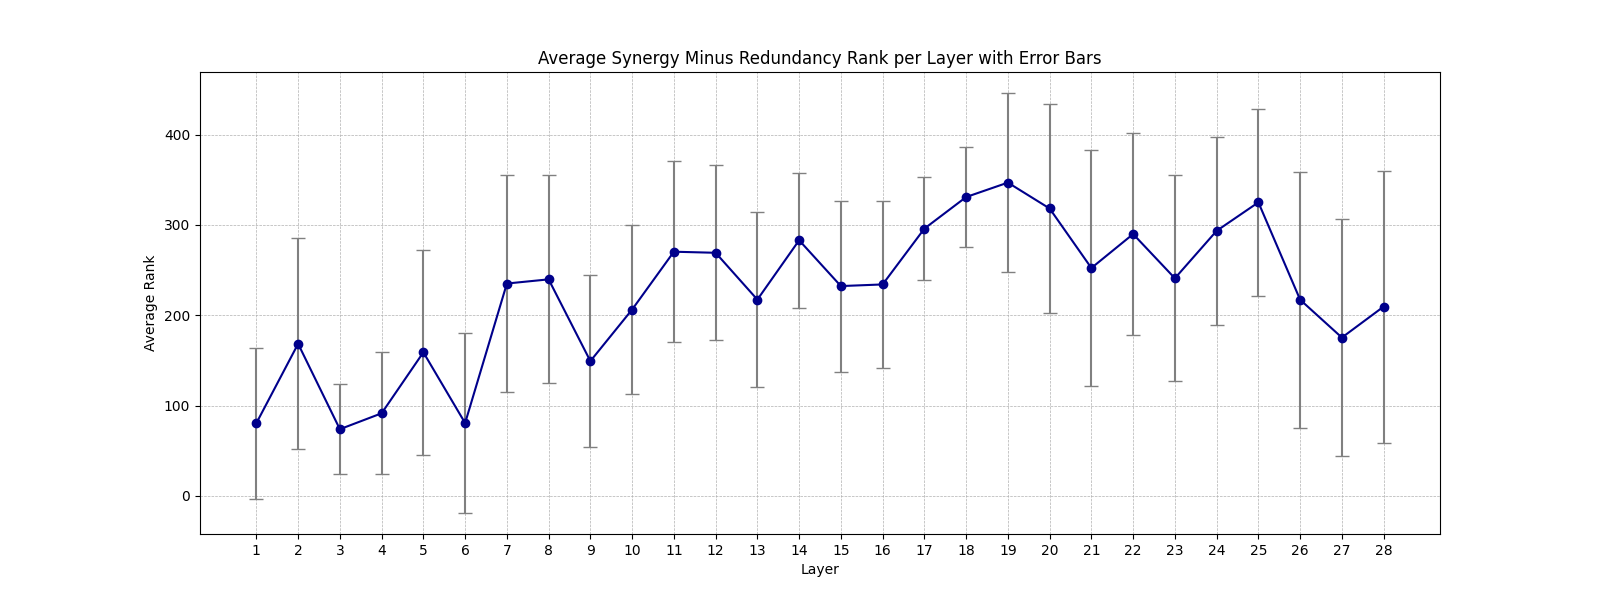 Average Synergy Minus Redundancy Rank per Layer with Error Bars
400
300
200
100
0
Average Rank
1 2 3 4 5 6 7 8 9 10 11 12 13 14 15 16 17 18 19 20 21 22 23 24 25 26 27 28
Layer